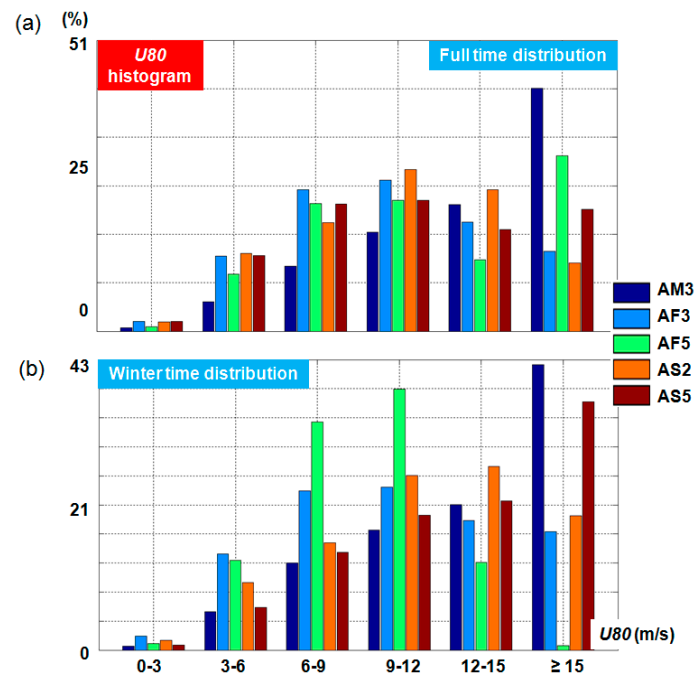 (%)
(a)
51
U80
histogram
Full time distribution
25
0
AM3
AF3
AF5
AS2
AS5
(b)
43
Winter time distribution
21
0
U80 (m/s)
0-3 3-6 6-9 9-12 12-15 ≥ 15